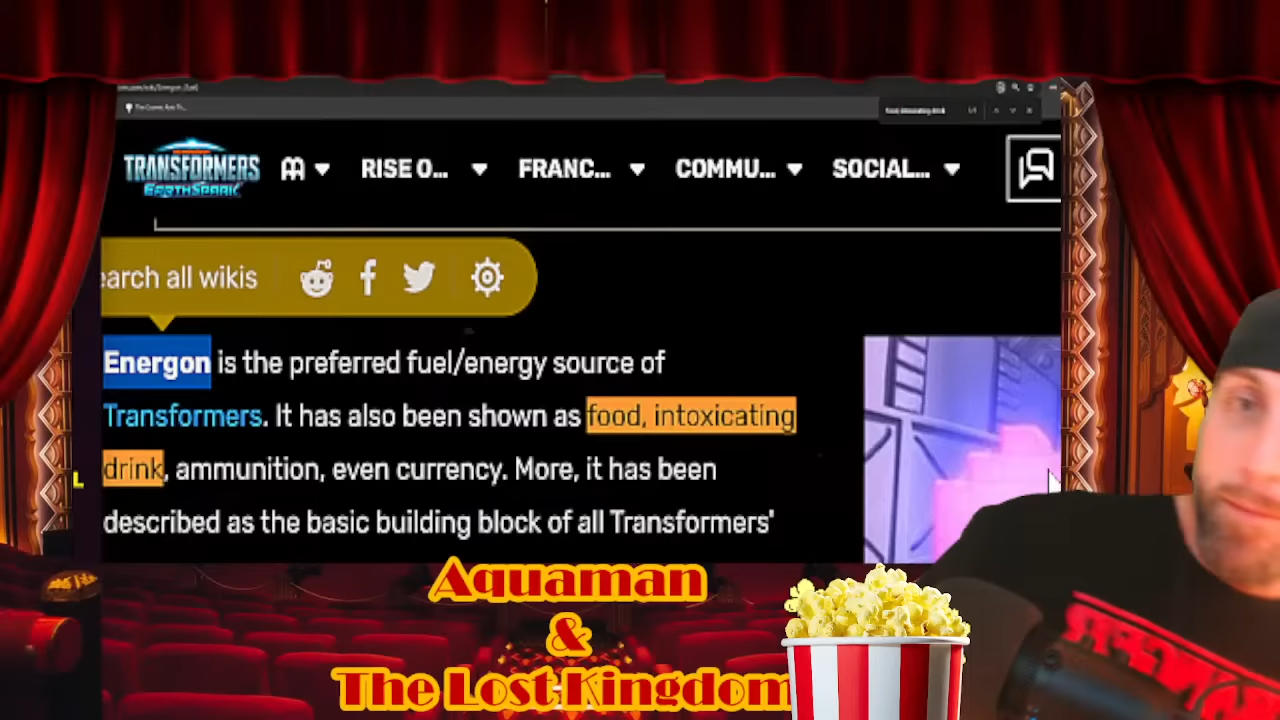 TRANSFORMERS
EARTHSPARK
RISE O... FRANC... COMMU... SOCIAL...
earch all wikis
Energon is the preferred fuel/energy source of
Transformers. It has also been shown as food, intoxicating
drink, ammunition, even currency. More, it has been
described as the basic building block of all Transformers'
Aquaman
&
The Lost Kingdom